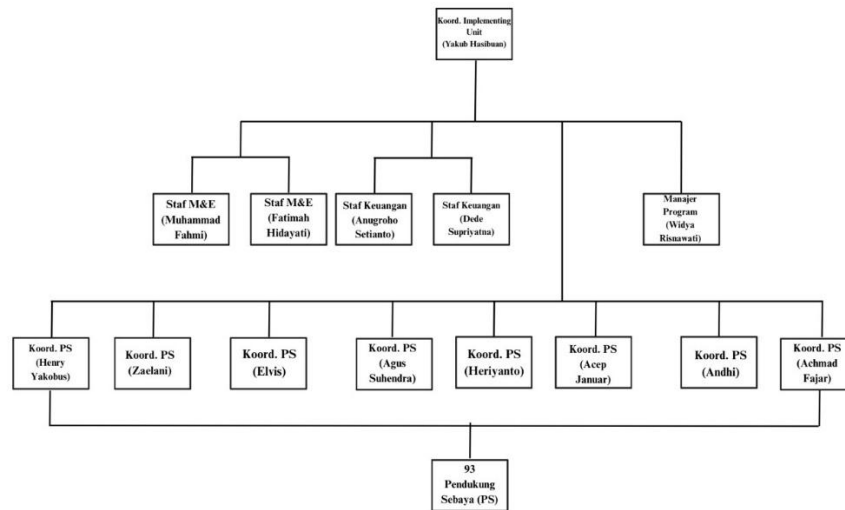 Koord. Implementing
Unit
(Yakub Hasibuan)
Staf M&E
(Muhammad
Fahmi)
Staf M&E
(Fatimah
Hidayati)
Staf Keuangan
(Anugroho
Setianto)
Staf Keuangan
(Dede
Supriyatna)
Manajer
Program
(Widya
Risnawati)
Koord. PS
(Henry
Yakobus)
Koord. PS
(Zaelani)
Koord. PS
(Elvis)
Koord. PS
(Agus
Suhendra)
Koord. PS
(Heriyanto)
Koord. PS
(Acep
Januar)
Koord. PS
(Andhi)
Koord. PS
(Achmad
Fajar)
93
Pendukung
Sebaya (PS)